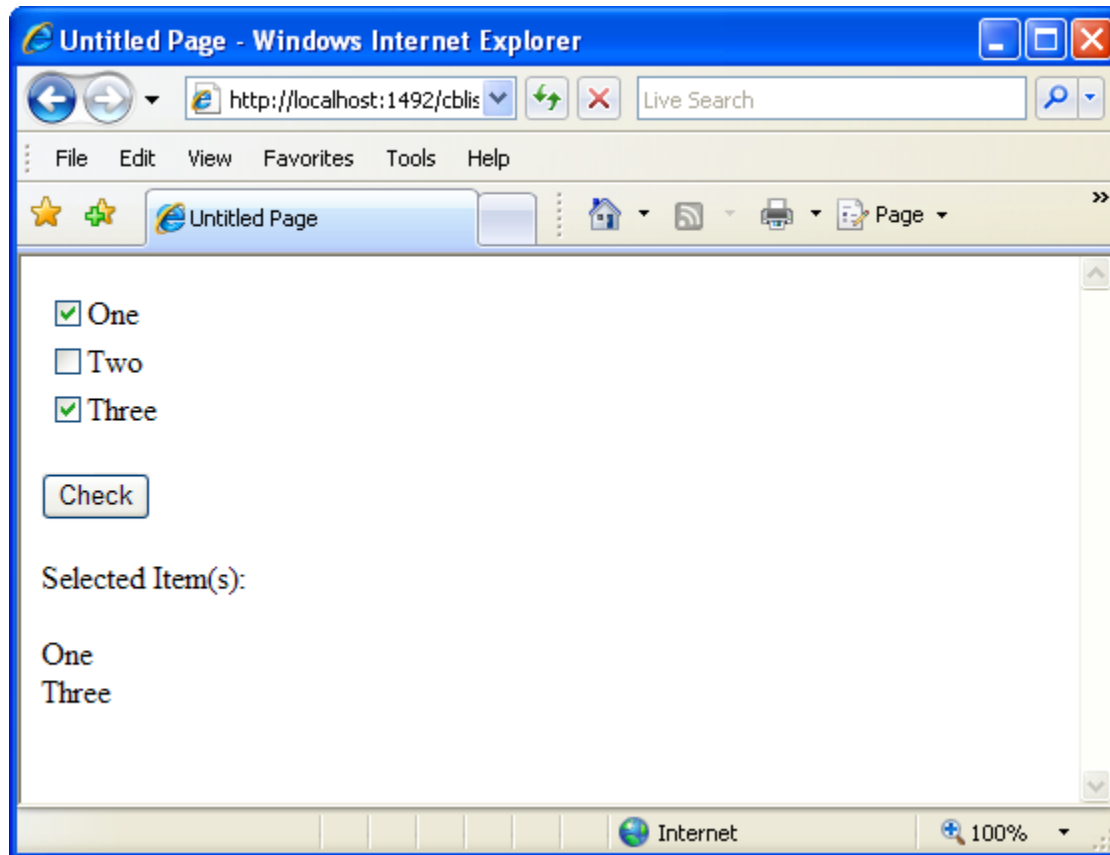 Untitled Page - Windows Internet Explorer
http://localhost:1492/cblis
Live Search
File Edit View Favorites Tools Help
Untitled Page
Page
One
Two
Three
Check
Selected Item(s):
One
Three
Internet
100%